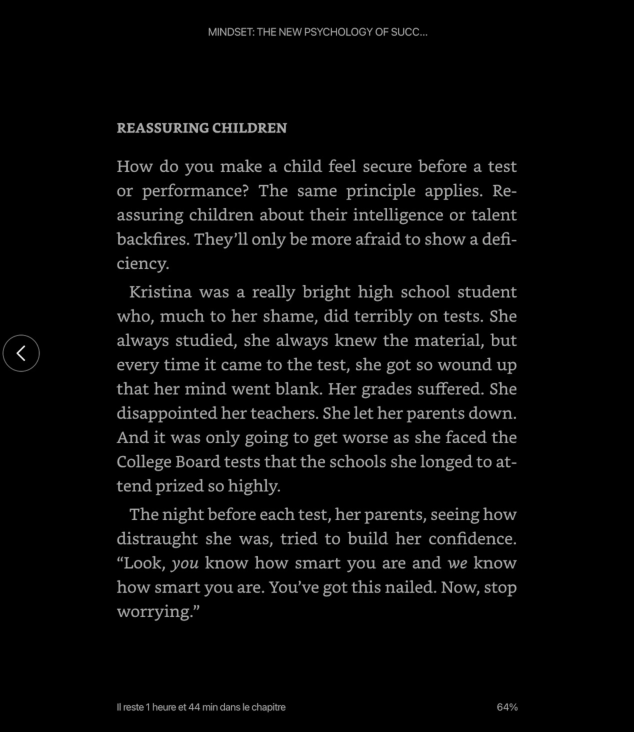 MINDSET: THE NEW PSYCHOLOGY OF SUCC...
REASSURING CHILDREN
How do you make a child feel secure before a test
or performance? The same principle applies. Re-
assuring children about their intelligence or talent
backfires. They’ll only be more afraid to show a defi-
ciency.
Kristina was a really bright high school student
who, much to her shame, did terribly on tests. She
always studied, she always knew the material, but
every time it came to the test, she got so wound up
that her mind went blank. Her grades suffered. She
disappointed her teachers. She let her parents down.
And it was only going to get worse as she faced the
College Board tests that the schools she longed to at-
tend prized so highly.
The night before each test, her parents, seeing how
distraught she was, tried to build her confidence.
“Look, you know how smart you are and we know
how smart you are. You’ve got this nailed. Now, stop
worrying.”
Il reste 1 heure et 44 min dans le chapitre
64%